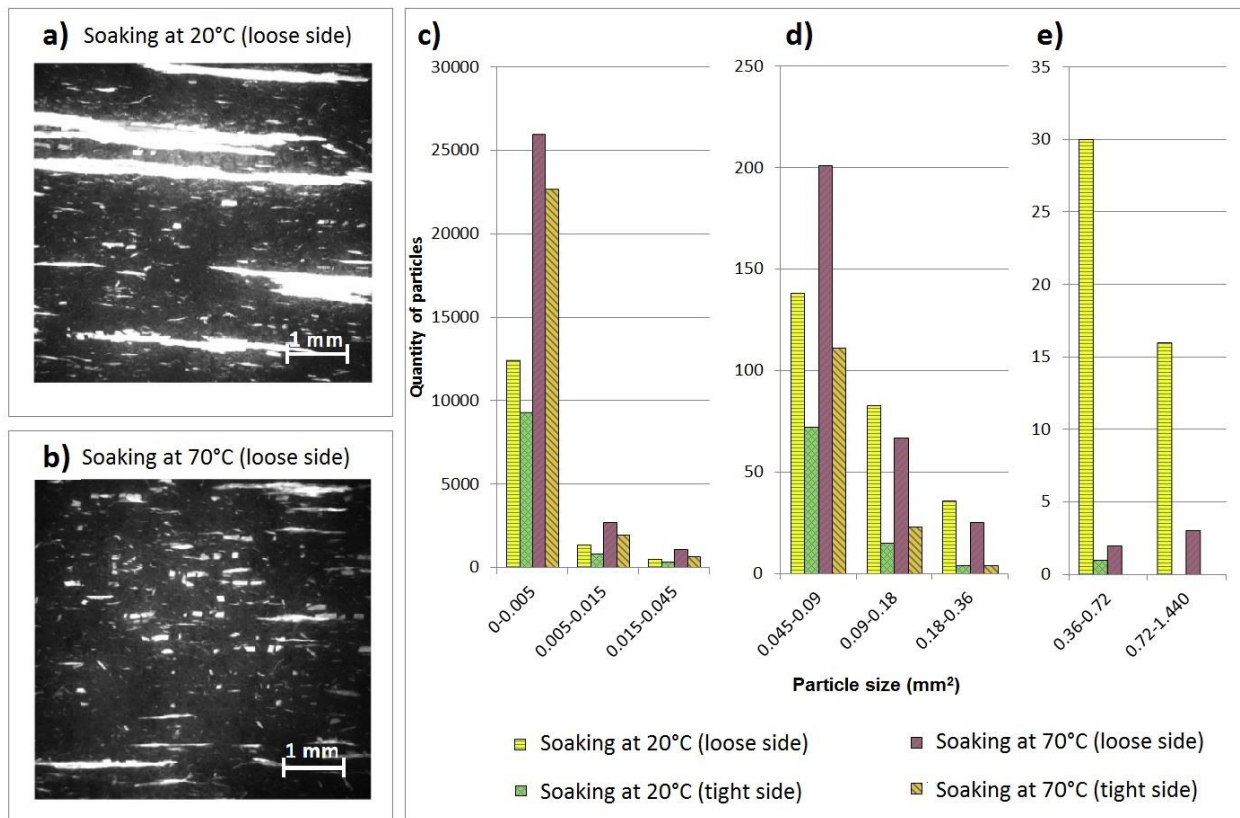 a) Soaking at 20°C (loose side)
1 mm
b) Soaking at 70°C (loose side)
1 mm
c)
30000
25000
20000
15000
10000
5000
0
Quantity of particles
0-0.005
0.005-0.015
0.015-0.045
d)
250
200
150
100
50
0
0.045-0.09
0.09-0.18
0.18-0.36
e)
35
30
25
20
15
10
5
0
0.36-0.72
0.72-1.440
Particle size (mm²)
Soaking at 20°C (loose side)
Soaking at 70°C (loose side)
Soaking at 20°C (tight side)
Soaking at 70°C (tight side)